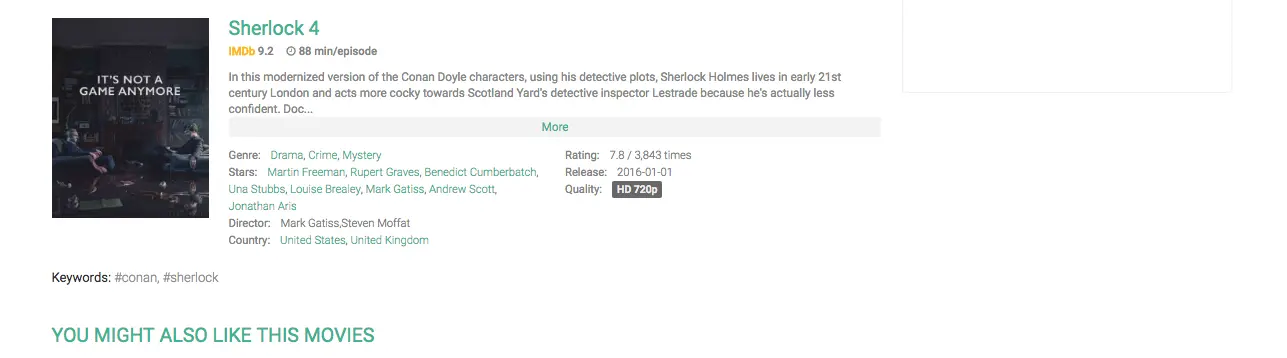 IT'S NOT A
GAME ANYMORE
Sherlock 4
IMDb 9.2 88 min/episode
In this modernized version of the Conan Doyle characters, using his detective plots, Sherlock Holmes lives in early 21st
century London and acts more cocky towards Scotland Yard's detective inspector Lestrade because he's actually less
confident. Doc...
More
Genre: Drama, Crime, Mystery
Stars: Martin Freeman, Rupert Graves, Benedict Cumberbatch,
Una Stubbs, Louise Brealey, Mark Gatiss, Andrew Scott,
Jonathan Aris
Director: Mark Gatiss,Steven Moffat
Country: United States, United Kingdom
Rating: 7.8 / 3,843 times
Release: 2016-01-01
Quality: HD 720p
Keywords: #conan, #sherlock
YOU MIGHT ALSO LIKE THIS MOVIES